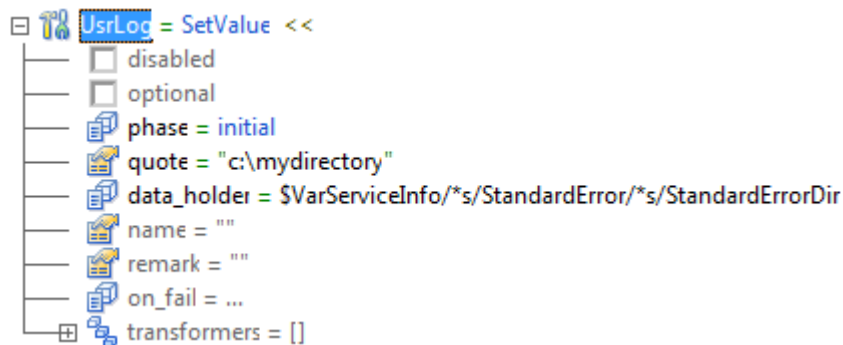 UsrLog = SetValue <<
disabled
optional
phase = initial
quote = "c:\mydirectory"
data_holder = $VarServiceInfo/*s/StandardError/*s/StandardErrorDir
name = ""
remark = ""
on_fail = ...
transformers = []